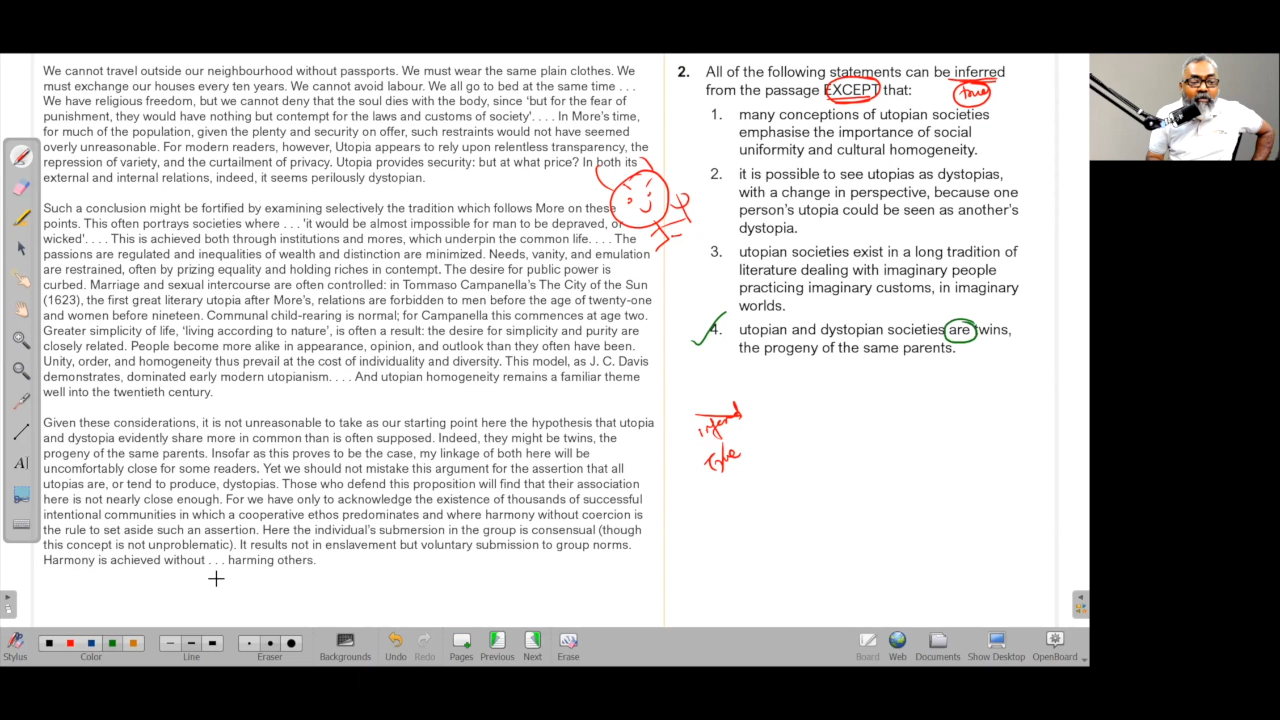 We cannot travel outside our neighbourhood without passports. We must wear the same plain clothes. We
must exchange our houses every ten years. We cannot avoid labour. We all go to bed at the same time . . .
We have religious freedom, but we cannot deny that the soul dies with the body, since ‘but for the fear of
punishment, they would have nothing but contempt for the laws and customs of society'. . . . In More's time,
for much of the population, given the plenty and security on offer, such restraints would not have seemed
overly unreasonable. For modern readers, however, Utopia appears to rely upon relentless transparency, the
repression of variety, and the curtailment of privacy. Utopia provides security: but at what price? In both its
external and internal relations, indeed, it seems perilously dystopian.
Such a conclusion might be fortified by examining selectively the tradition which follows More on these
points. This often portrays societies where . . . 'it would be almost impossible for man to be depraved, or
wicked'. . . . This is achieved both through institutions and mores, which underpin the common life. . . . The
passions are regulated and inequalities of wealth and distinction are minimized. Needs, vanity, and emulation
are restrained, often by prizing equality and holding riches in contempt. The desire for public power is
curbed. Marriage and sexual intercourse are often controlled: in Tommaso Campanella's The City of the Sun
(1623), the first great literary utopia after More's, relations are forbidden to men before the age of twenty-one
and women before nineteen. Communal child-rearing is normal; for Campanella this commences at age two.
Greater simplicity of life, ‘living according to nature’, is often a result: the desire for simplicity and purity are
closely related. People become more alike in appearance, opinion, and outlook than they often have been.
Unity, order, and homogeneity thus prevail at the cost of individuality and diversity. This model, as J. C. Davis
demonstrates, dominated early modern utopianism. . . . And utopian homogeneity remains a familiar theme
well into the twentieth century.
Given these considerations, it is not unreasonable to take as our starting point here the hypothesis that utopia
and dystopia evidently share more in common than is often supposed. Indeed, they might be twins, the
progeny of the same parents. Insofar as this proves to be the case, my linkage of both here will be
uncomfortably close for some readers. Yet we should not mistake this argument for the assertion that all
utopias are, or tend to produce, dystopias. Those who defend this proposition will find that their association
here is not nearly close enough. For we have only to acknowledge the existence of thousands of successful
intentional communities in which a cooperative ethos predominates and where harmony without coercion is
the rule to set aside such an assertion. Here the individual's submersion in the group is consensual (though
this concept is not unproblematic). It results not in enslavement but voluntary submission to group norms.
Harmony is achieved without . . . harming others.
2. All of the following statements can be inferred
from the passage EXCEPT that:
true
1. many conceptions of utopian societies
emphasise the importance of social
uniformity and cultural homogeneity.
2. it is possible to see utopias as dystopias,
with a change in perspective, because one
person's utopia could be seen as another's
dystopia.
3. utopian societies exist in a long tradition of
literature dealing with imaginary people
practicing imaginary customs, in imaginary
worlds.
4. utopian and dystopian societies are twins,
the progeny of the same parents.
inferred
Stylus
Color
Line
Eraser
Backgrounds
Undo
Redo
Pages
Previous
Next
Erase
Board
Web
Documents
Show Desktop
OpenBoard